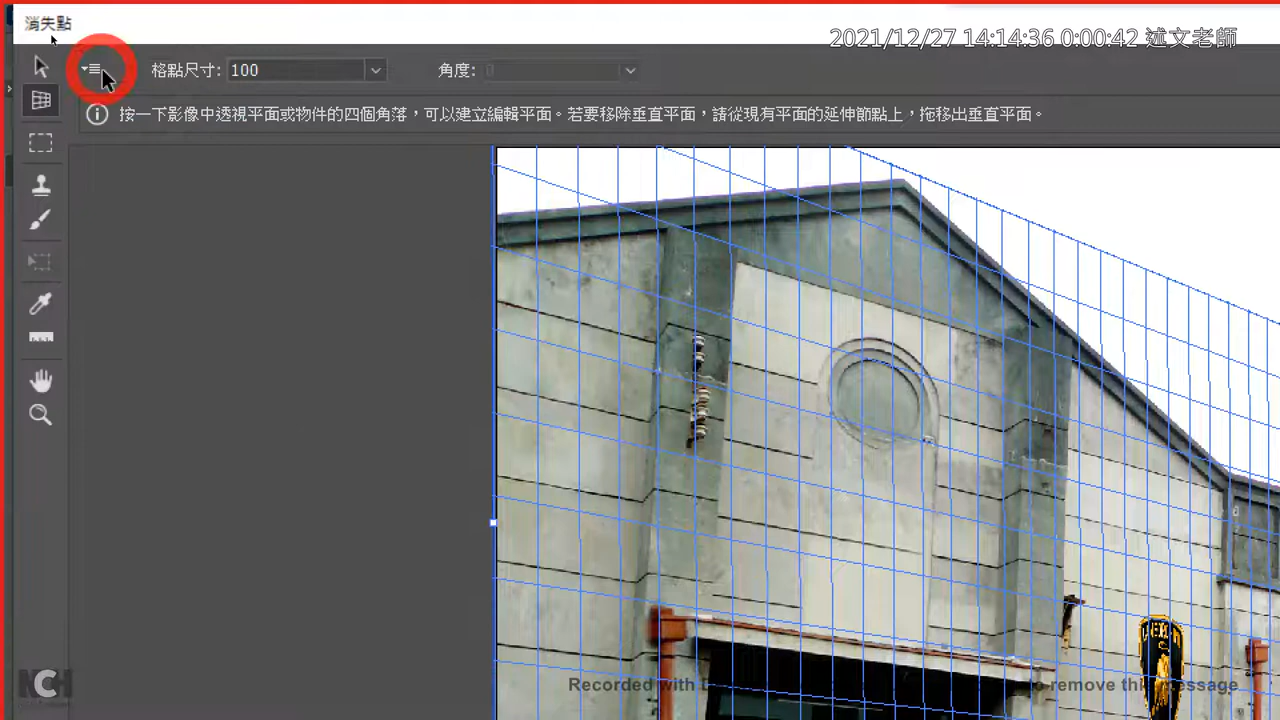 消失點
2021/12/27 14:14:36 0:00:42 述文老師
格點尺寸: 100
角度:
按一下影像中透視平面或物件的四個角落，可以建立編輯平面。若要移除垂直平面，請從現有平面的延伸節點上，拖移出垂直平面。
NCH
Recorded with
o remove thi
essage